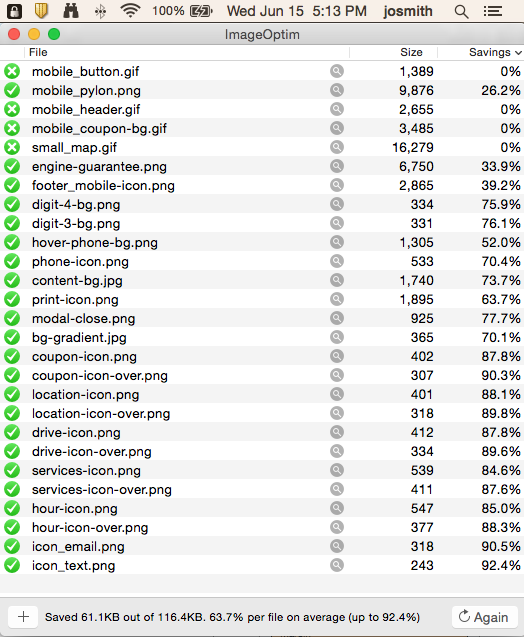 100% Wed Jun 15 5:13 PM josmith
ImageOptim
File Size Savings
mobile_button.gif 1,389 0%
mobile_pylon.png 9,876 26.2%
mobile_header.gif 2,655 0%
mobile_coupon-bg.gif 3,485 0%
small_map.gif 16,279 0%
engine-guarantee.png 6,750 33.9%
footer_mobile-icon.png 2,865 39.2%
digit-4-bg.png 334 75.9%
digit-3-bg.png 331 76.1%
hover-phone-bg.png 1,305 52.0%
phone-icon.png 533 70.4%
content-bg.jpg 1,740 73.7%
print-icon.png 1,895 63.7%
modal-close.png 925 77.7%
bg-gradient.jpg 365 70.1%
coupon-icon.png 402 87.8%
coupon-icon-over.png 307 90.3%
location-icon.png 401 88.1%
location-icon-over.png 318 89.8%
drive-icon.png 412 87.8%
drive-icon-over.png 334 89.6%
services-icon.png 539 84.6%
services-icon-over.png 411 87.6%
hour-icon.png 547 85.0%
hour-icon-over.png 377 88.3%
icon_email.png 318 90.5%
icon_text.png 243 92.4%
+ Saved 61.1KB out of 116.4KB. 63.7% per file on average (up to 92.4%) Again